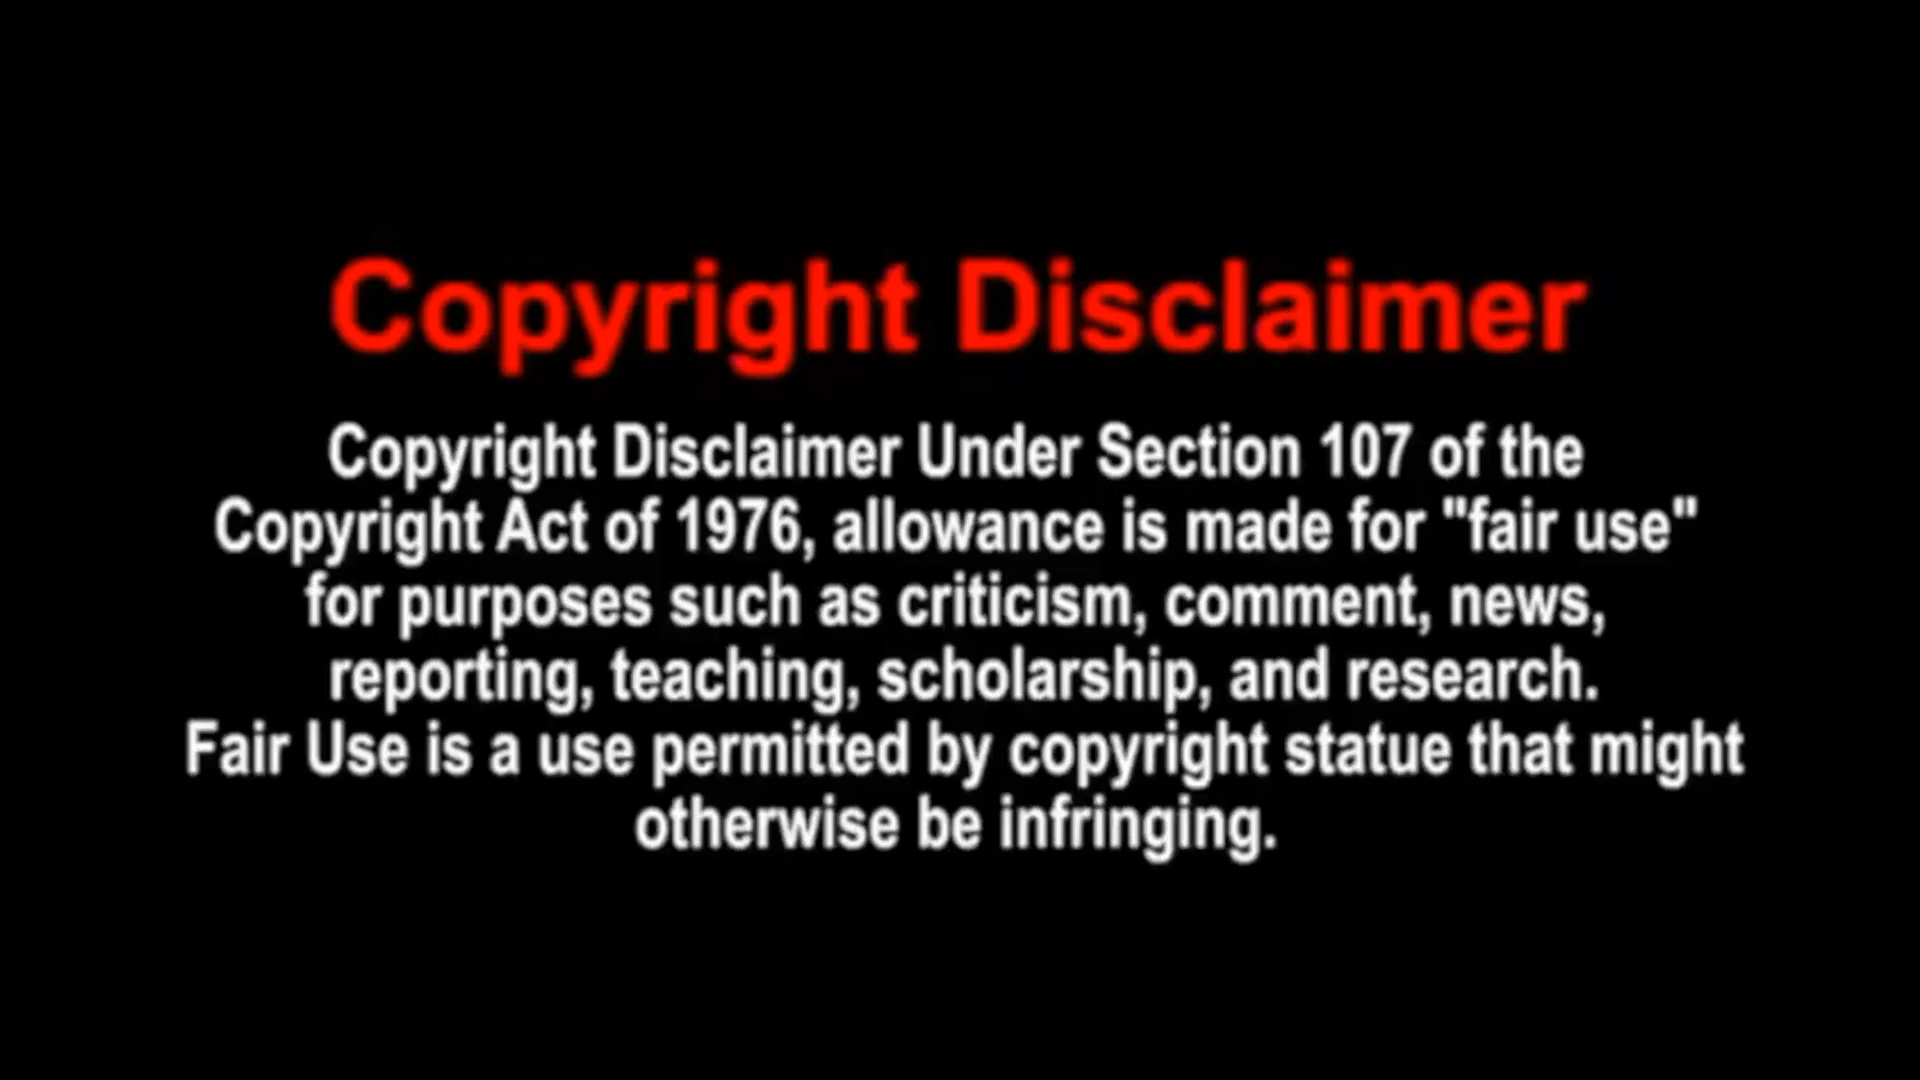 Copyright Disclaimer
Copyright Disclaimer Under Section 107 of the
Copyright Act of 1976, allowance is made for "fair use"
for purposes such as criticism, comment, news,
reporting, teaching, scholarship, and research.
Fair Use is a use permitted by copyright statue that might
otherwise be infringing.